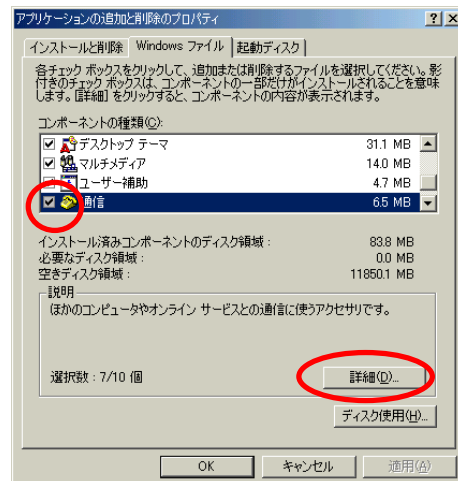 アプリケーションの追加と削除のプロパティ
インストールと削除 Windows ファイル 起動ディスク
各チェック ボックスをクリックして、追加または削除するファイルを選択してください。影
付きのチェック ボックスは、コンポーネントの一部だけがインストールされることを意味
します。[詳細] をクリックすると、コンポーネントの内容が表示されます。
コンポーネントの種類(C):
デスクトップ テーマ 31.1 MB
マルチメディア 14.0 MB
ユーザー補助 4.7 MB
通信 6.5 MB
インストール済みコンポーネントのディスク領域 : 83.8 MB
必要なディスク領域 : 0.0 MB
空きディスク領域 : 11850.1 MB
説明
ほかのコンピュータやオンライン サービスとの通信に使うアクセサリです。
選択数 : 7/10 個
詳細(D)...
ディスク使用(H)...
OK キャンセル 適用(A)